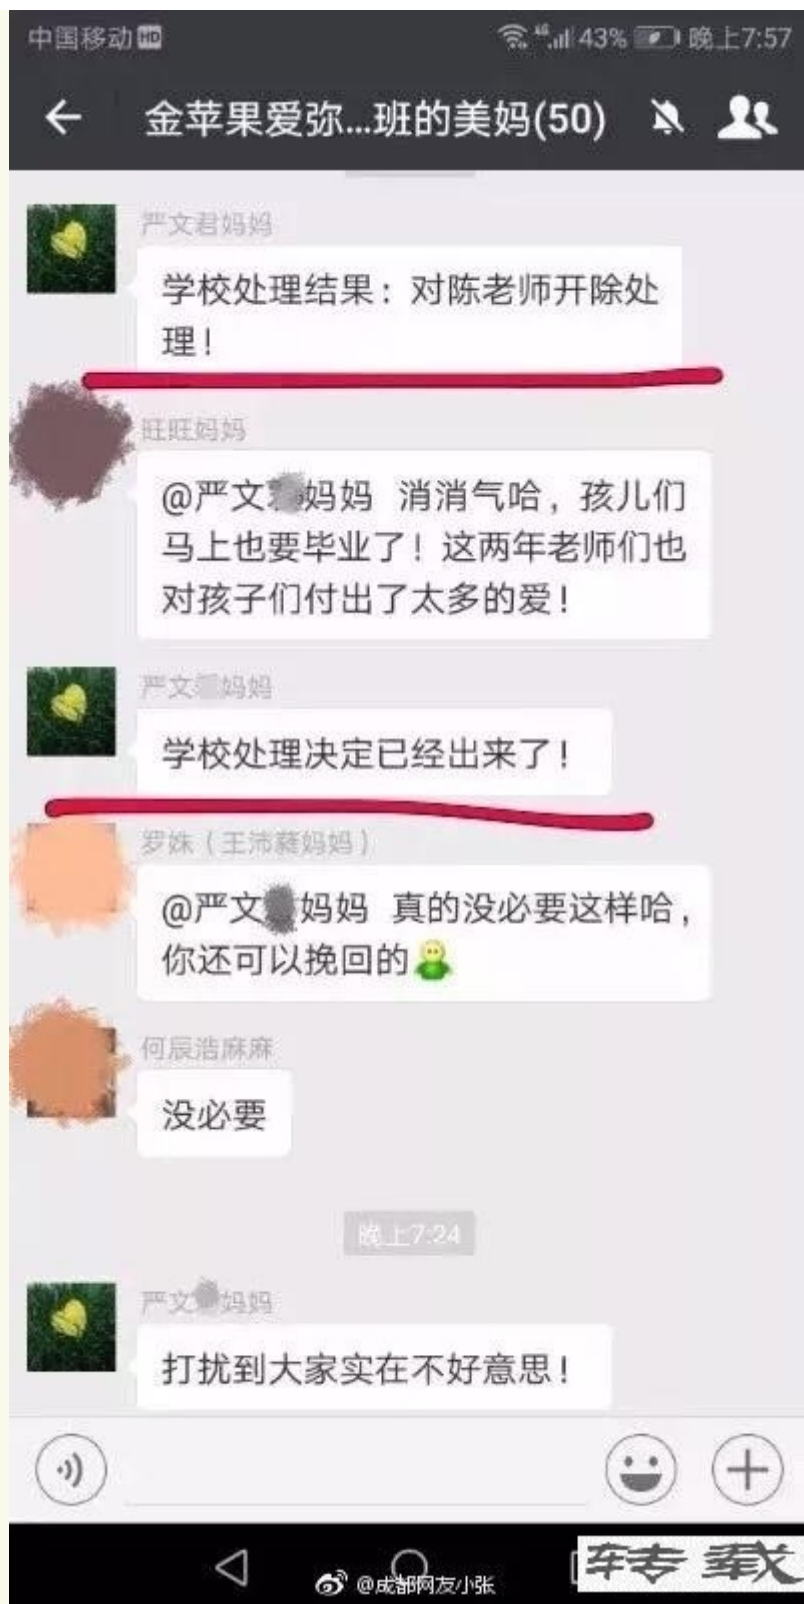 中国移动HD 4G 43% 晚上7:57
金苹果爱弥...班的美妈(50)
严文君妈妈
学校处理结果：对陈老师开除处
理！
旺旺妈妈
@严文 妈妈 消消气哈，孩儿们
马上也要毕业了！这两年老师们也
对孩子们付出了太多的爱！
严文 妈妈
学校处理决定已经出来了！
罗姝（王沛蕤妈妈）
@严文 妈妈 真的没必要这样哈，
你还可以挽回的
何辰浩麻麻
没必要
晚上7:24
严文 妈妈
打扰到大家实在不好意思！
@成都网友小张
转专 载